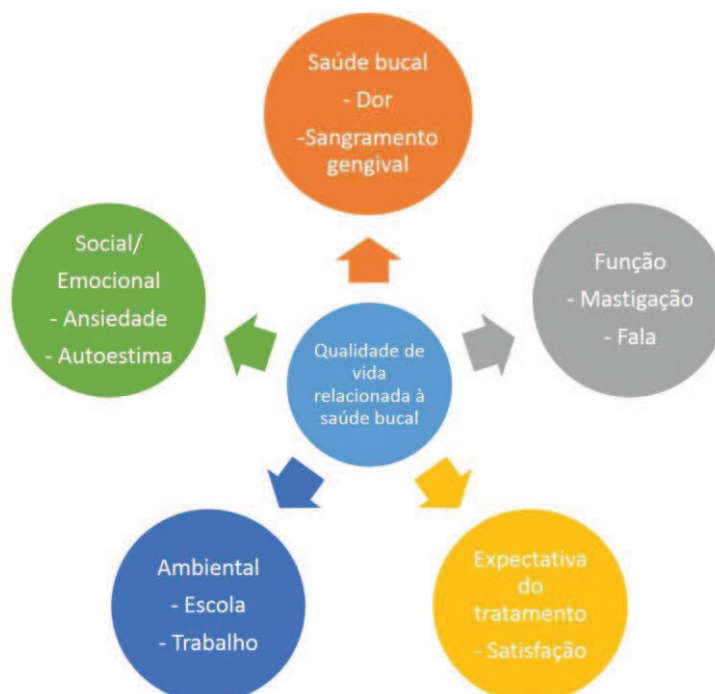 Saúde bucal
- Dor
-Sangramento
gengival
Social/
Emocional
- Ansiedade
- Autoestima
Função
- Mastigação
- Fala
Qualidade de
vida
relacionada à
saúde bucal
Ambiental
- Escola
- Trabalho
Expectativa
do
tratamento
- Satisfação